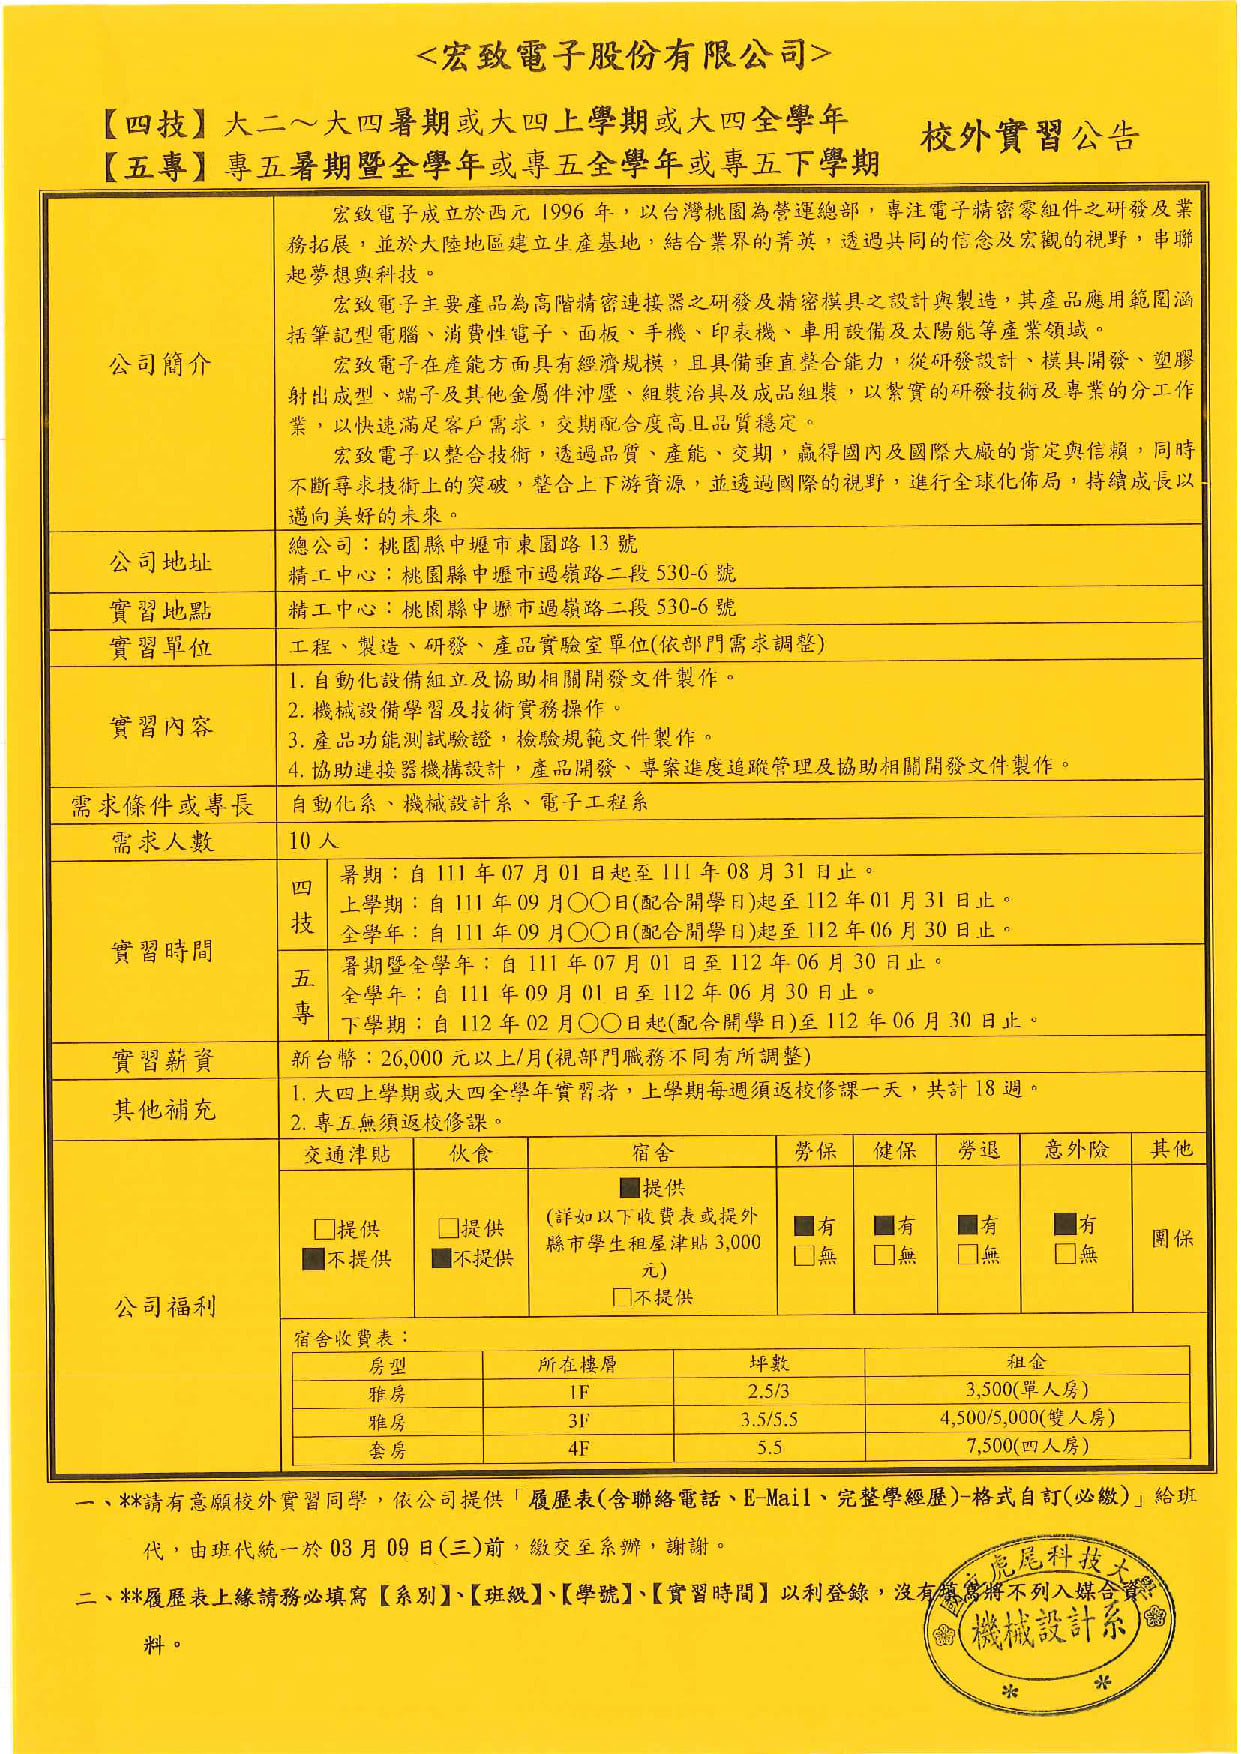 <宏致電子股份有限公司>
【四技】大二～大四暑期或大四上學期或大四全學年
【五專】專五暑期暨全學年或專五全學年或專五下學期
校外實習公告
公司簡介
宏致電子成立於西元 1996 年，以台灣桃園為營運總部，專注電子精密零組件之研發及業
務拓展，並於大陸地區建立生產基地，結合業界的菁英，透過共同的信念及宏觀的視野，串聯
起夢想與科技。
宏致電子主要產品為高階精密連接器之研發及精密模具之設計與製造，其產品應用範圍涵
括筆記型電腦、消費性電子、面板、手機、印表機、車用設備及太陽能等產業領域。
宏致電子在產能方面具有經濟規模，且具備垂直整合能力，從研發設計、模具開發、塑膠
射出成型、端子及其他金屬件沖壓、組裝治具及成品組裝，以紮實的研發技術及專業的分工作
業，以快速滿足客戶需求，交期配合度高且品質穩定。
宏致電子以整合技術，透過品質、產能、交期，贏得國內及國際大廠的肯定與信賴，同時
不斷尋求技術上的突破，整合上下游資源，並透過國際的視野，進行全球化佈局，持續成長以
邁向美好的未來。
公司地址
總公司：桃園縣中壢市東園路 13 號
精工中心：桃園縣中壢市過嶺路二段 530-6 號
實習地點
精工中心：桃園縣中壢市過嶺路二段 530-6 號
實習單位
工程、製造、研發、產品實驗室單位(依部門需求調整)
實習內容
1. 自動化設備組立及協助相關開發文件製作。
2. 機械設備學習及技術實務操作。
3. 產品功能測試驗證，檢驗規範文件製作。
4. 協助連接器機構設計，產品開發、專案進度追蹤管理及協助相關開發文件製作。
需求條件或專長
自動化系、機械設計系、電子工程系
需求人數
10 人
實習時間
四技
暑期：自 111 年 07 月 01 日起至 111 年 08 月 31 日止。
上學期：自 111 年 09 月〇〇日(配合開學日)起至 112 年 01 月 31 日止。
全學年：自 111 年 09 月〇〇日(配合開學日)起至 112 年 06 月 30 日止。
五專
暑期暨全學年：自 111 年 07 月 01 日至 112 年 06 月 30 日止。
全學年：自 111 年 09 月 01 日至 112 年 06 月 30 日止。
下學期：自 112 年 02 月〇〇日起(配合開學日)至 112 年 06 月 30 日止。
實習薪資
新台幣：26,000 元以上/月(視部門職務不同有所調整)
其他補充
1. 大四上學期或大四全學年實習者，上學期每週須返校修課一天，共計 18 週。
2. 專五無須返校修課。
公司福利
交通津貼 伙食 宿舍 勞保 健保 勞退 意外險 其他
□提供
■不提供
□提供
■不提供
■提供
(詳如以下收費表或提外
縣市學生租屋津貼 3,000
元)
□不提供
■有
□無
■有
□無
■有
□無
■有
□無
團保
宿舍收費表：
房型 所在樓層 坪數 租金
雅房 1F 2.5/3 3,500(單人房)
雅房 3F 3.5/5.5 4,500/5,000(雙人房)
套房 4F 5.5 7,500(四人房)
一、**請有意願校外實習同學，依公司提供「履歷表(含聯絡電話、E-Mail、完整學經歷)-格式自訂(必繳)」給班
代，由班代統一於 03 月 09 日(三)前，繳交至系辦，謝謝。
二、**履歷表上緣請務必填寫【系別】、【班級】、【學號】、【實習時間】以利登錄，沒有填寫將不列入媒合資
料。
國立虎尾科技大學
機械設計系